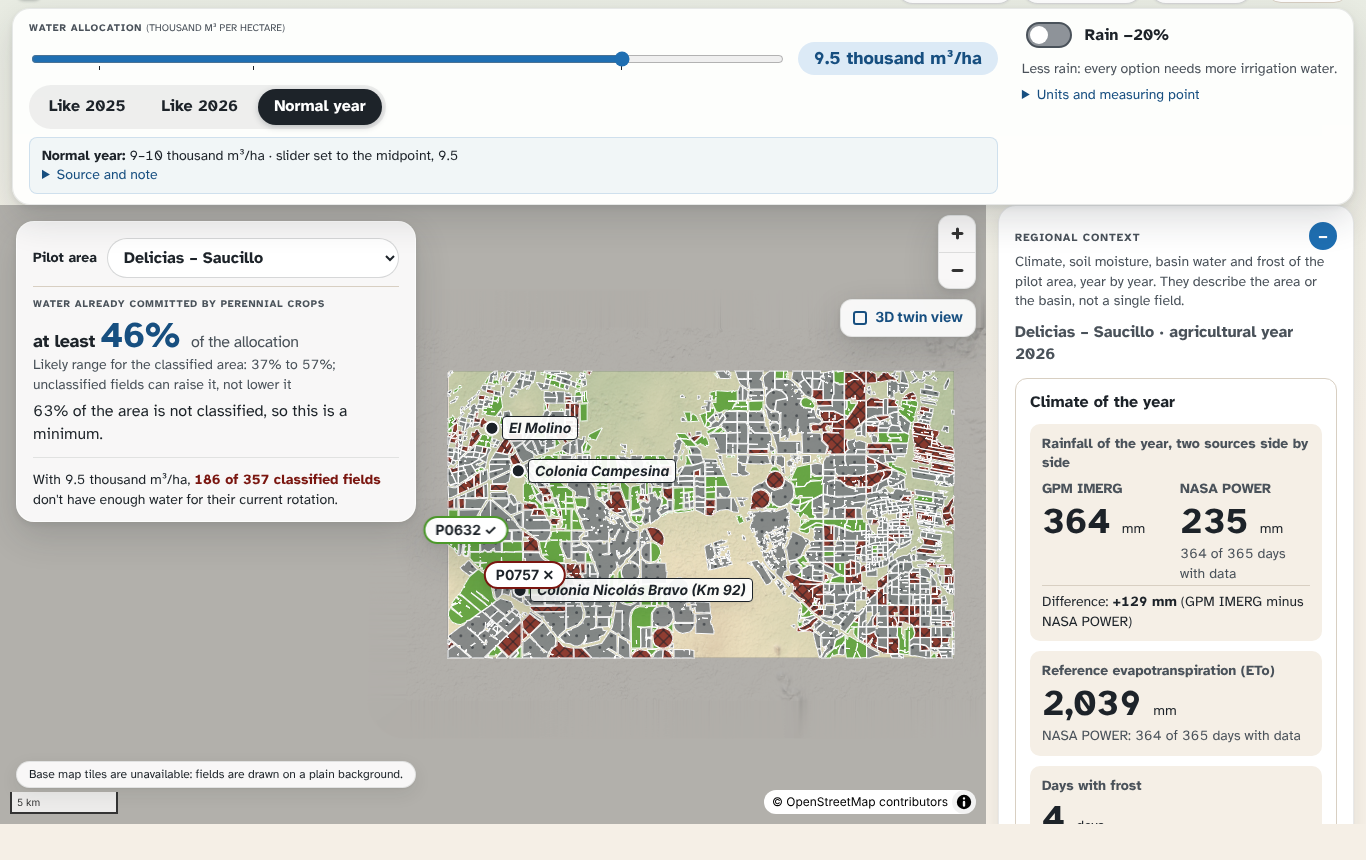 WATER ALLOCATION (THOUSAND M³ PER HECTARE)
9.5 thousand m³/ha
Like 2025
Like 2026
Normal year
Normal year: 9–10 thousand m³/ha · slider set to the midpoint, 9.5
Source and note
Rain −20%
Less rain: every option needs more irrigation water.
Units and measuring point
Pilot area
Delicias – Saucillo
WATER ALREADY COMMITTED BY PERENNIAL CROPS
at least 46% of the allocation
Likely range for the classified area: 37% to 57%;
unclassified fields can raise it, not lower it
63% of the area is not classified, so this is a
minimum.
With 9.5 thousand m³/ha, 186 of 357 classified fields
don't have enough water for their current rotation.
+
−
3D twin view
El Molino
Colonia Campesina
P0632 ✓
P0757 ✕
Colonia Nicolás Bravo (Km 92)
Base map tiles are unavailable: fields are drawn on a plain background.
5 km
© OpenStreetMap contributors
REGIONAL CONTEXT
–
Climate, soil moisture, basin water and frost of the
pilot area, year by year. They describe the area or
the basin, not a single field.
Delicias – Saucillo · agricultural year
2026
Climate of the year
Rainfall of the year, two sources side by
side
GPM IMERG
364 mm
NASA POWER
235 mm
364 of 365 days
with data
Difference: +129 mm (GPM IMERG minus
NASA POWER)
Reference evapotranspiration (ETo)
2,039 mm
NASA POWER: 364 of 365 days with data
Days with frost
4 days